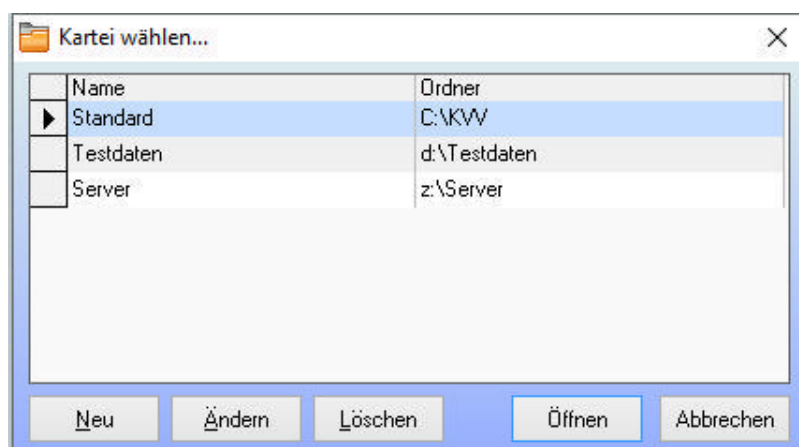 Kartei wählen...
Name Ordner
Standard C:\KVV
Testdaten d:\Testdaten
Server z:\Server
Neu Ändern Löschen Öffnen Abbrechen